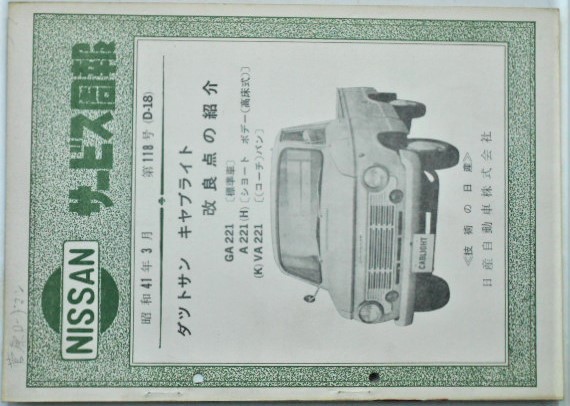 NISSAN
サービス周報
昭和41年3月 第118号(D-18)
ダツトサン キヤブライト
改良点の紹介
GA221 〔標準車〕
A221(H)〔ショート ボデー(高床式)〕
(K)VA221 〔(コーチ)バン〕
CABLIGHT
≪技術の日産≫
日産自動車株式会社